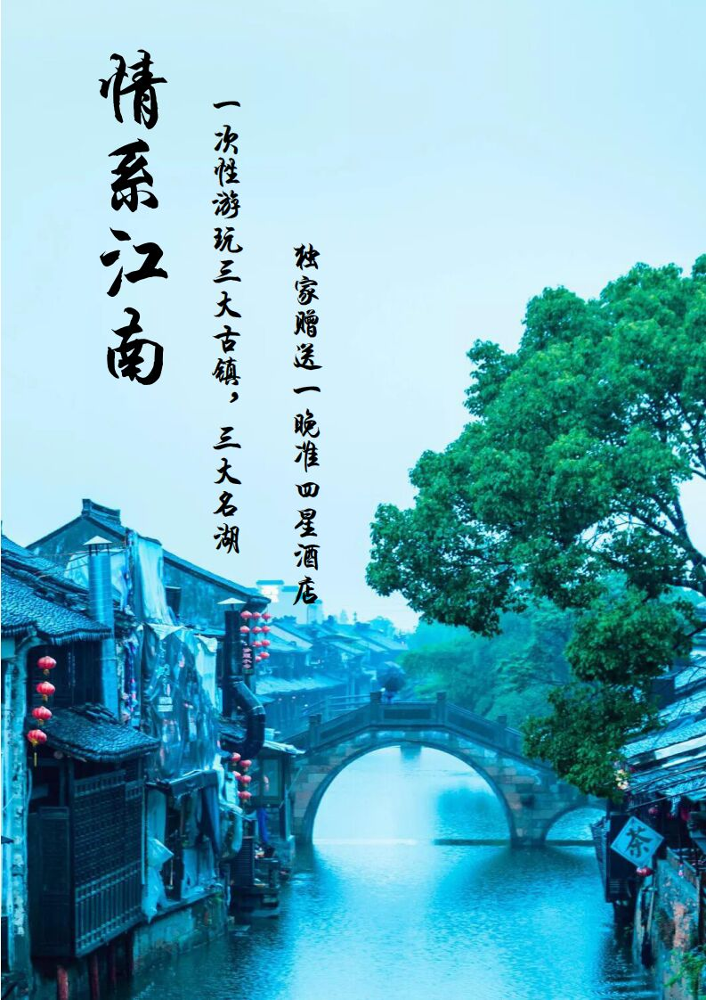 情系江南
一次性游玩三大古镇，三大名湖
独家赠送一晚准四星酒店
茶